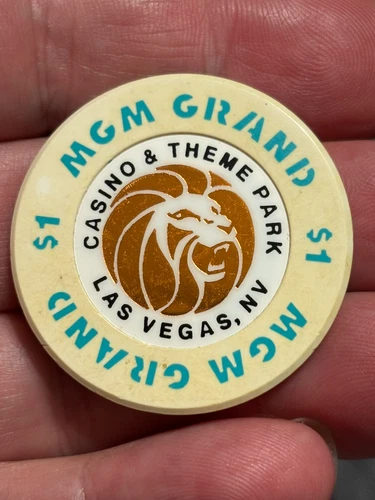 MGM GRAND
$1
MGM GRAND
$1
CASINO & THEME PARK
LAS VEGAS, NV